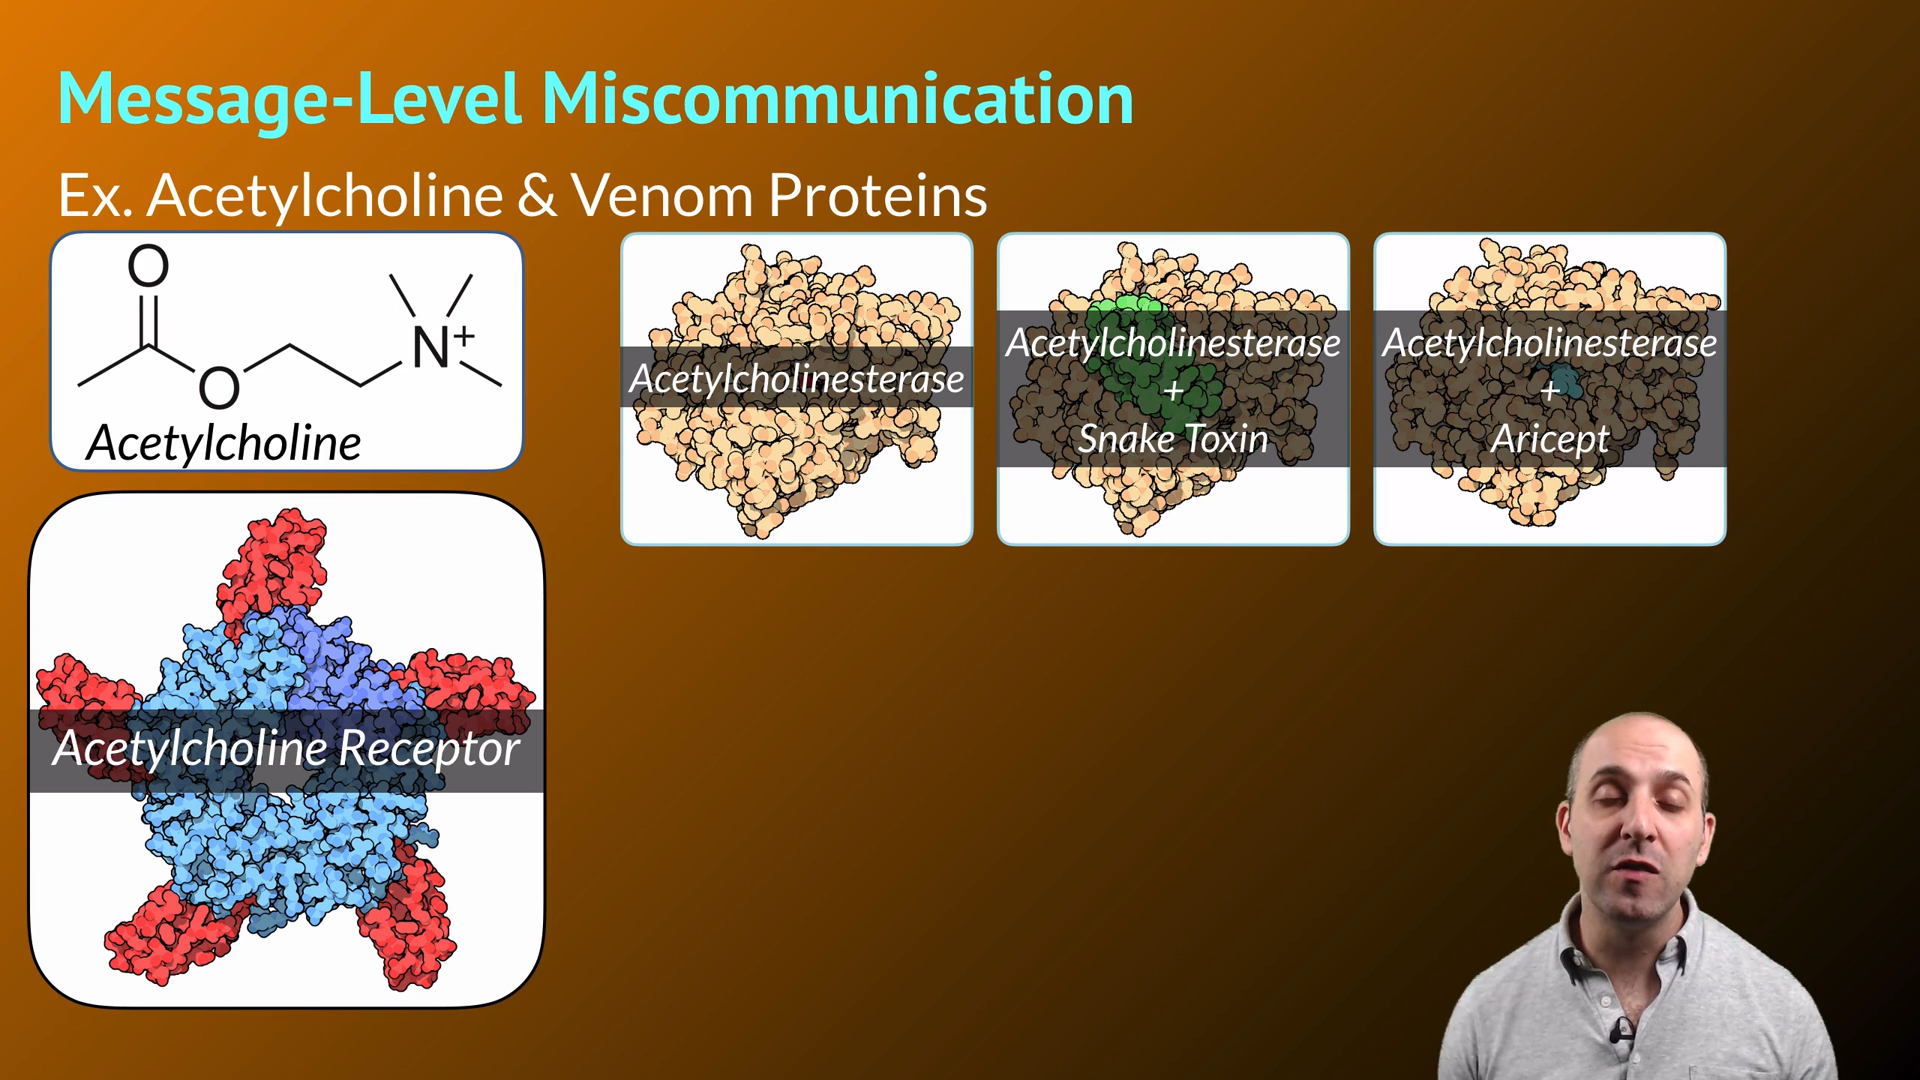 Message-Level Miscommunication
Ex. Acetylcholine & Venom Proteins
O
N+
O
Acetylcholine
Acetylcholinesterase
Acetylcholinesterase
+
Snake Toxin
Acetylcholinesterase
+
Aricept
Acetylcholine Receptor